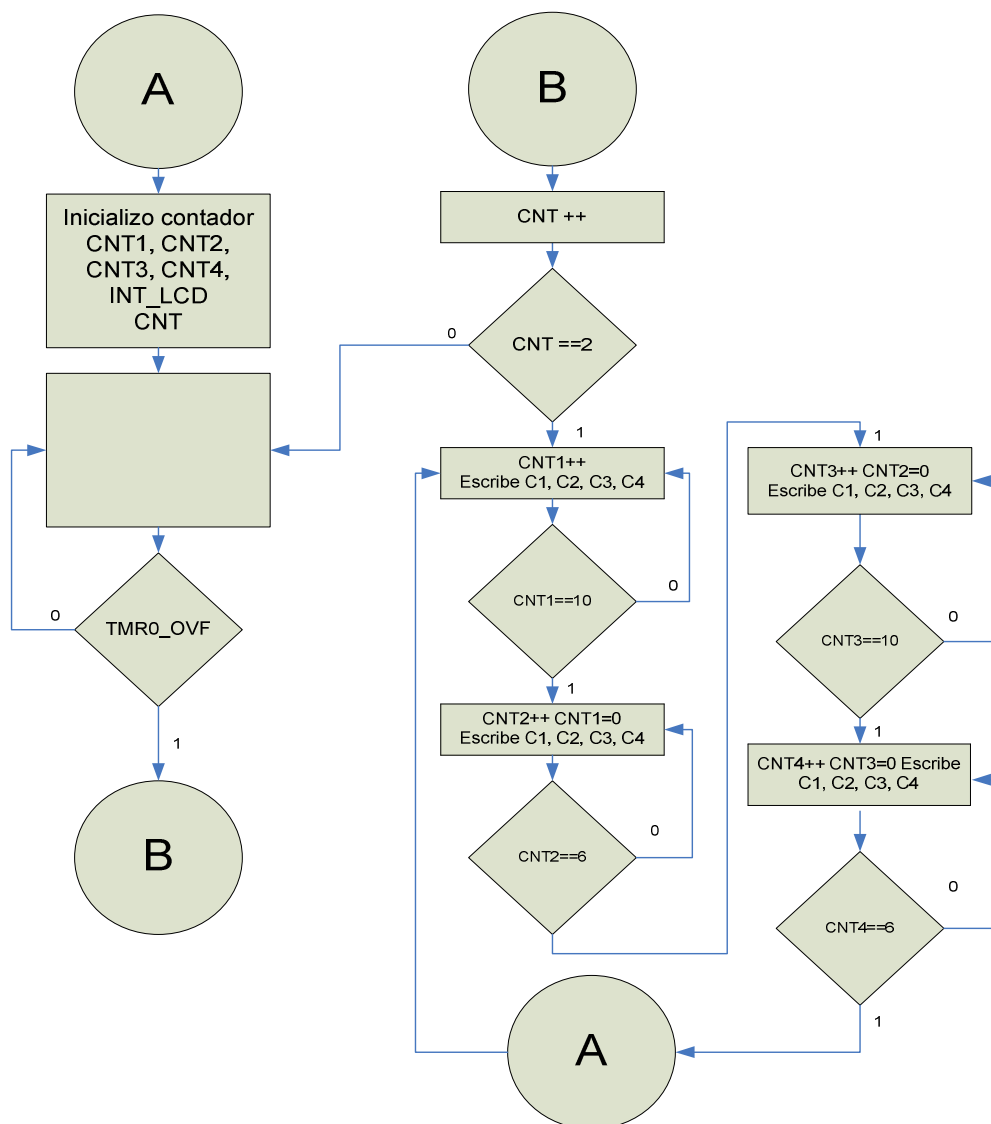 A
Inicializo contador
CNT1, CNT2,
CNT3, CNT4,
INT_LCD
CNT
TMR0_OVF
0
1
B
B
CNT ++
CNT ==2
0
1
CNT1++
Escribe C1, C2, C3, C4
CNT1==10
0
1
CNT2++ CNT1=0
Escribe C1, C2, C3, C4
CNT2==6
0
1
CNT3++ CNT2=0
Escribe C1, C2, C3, C4
CNT3==10
0
1
CNT4++ CNT3=0 Escribe
C1, C2, C3, C4
CNT4==6
0
1
A